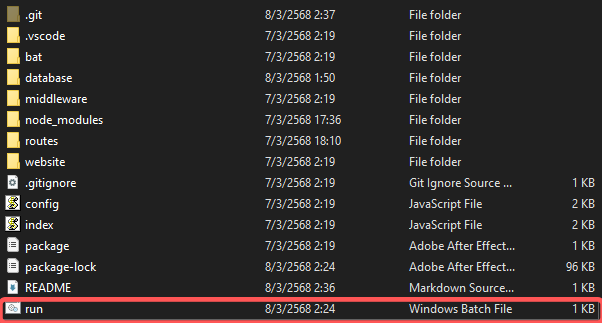 .git 8/3/2568 2:37 File folder
.vscode 7/3/2568 2:19 File folder
bat 7/3/2568 2:19 File folder
database 8/3/2568 1:50 File folder
middleware 7/3/2568 2:19 File folder
node_modules 7/3/2568 17:36 File folder
routes 7/3/2568 18:10 File folder
website 7/3/2568 2:19 File folder
.gitignore 7/3/2568 2:19 Git Ignore Source ... 1 KB
config 7/3/2568 2:19 JavaScript File 2 KB
index 7/3/2568 2:19 JavaScript File 2 KB
package 7/3/2568 2:19 Adobe After Effect... 1 KB
package-lock 8/3/2568 2:24 Adobe After Effect... 96 KB
README 8/3/2568 2:36 Markdown Source... 1 KB
run 8/3/2568 2:24 Windows Batch File 1 KB